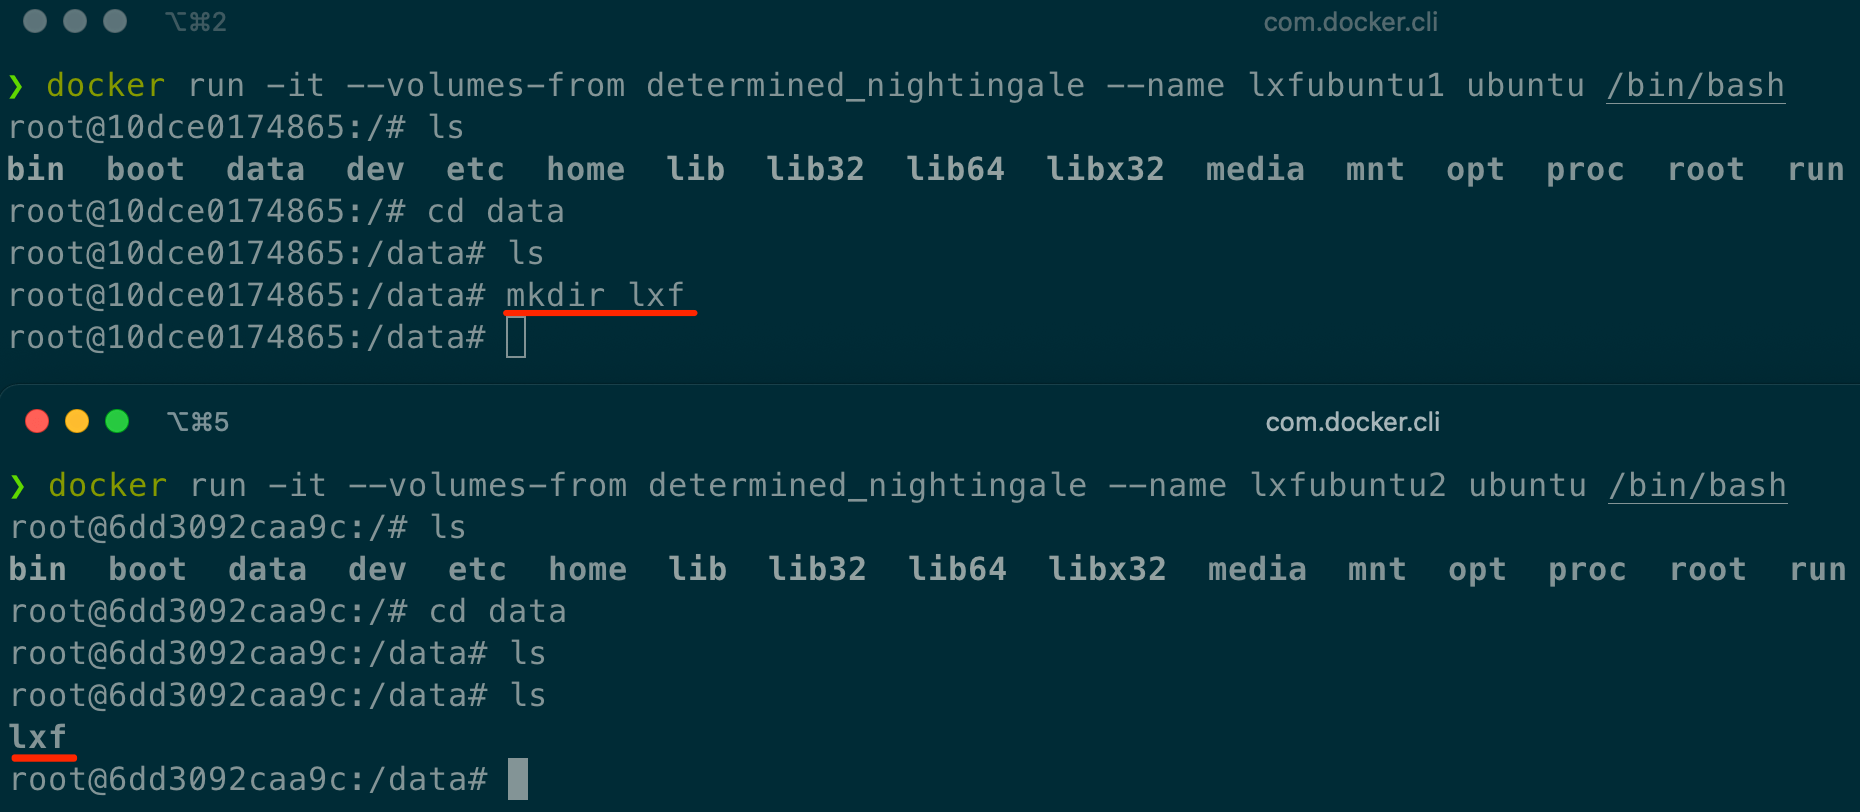 ⌥⌘2 com.docker.cli
❯ docker run -it --volumes-from determined_nightingale --name lxfubuntu1 ubuntu /bin/bash
root@10dce0174865:/# ls
bin boot data dev etc home lib lib32 lib64 libx32 media mnt opt proc root run
root@10dce0174865:/# cd data
root@10dce0174865:/data# ls
root@10dce0174865:/data# mkdir lxf
root@10dce0174865:/data#
⌥⌘5 com.docker.cli
❯ docker run -it --volumes-from determined_nightingale --name lxfubuntu2 ubuntu /bin/bash
root@6dd3092caa9c:/# ls
bin boot data dev etc home lib lib32 lib64 libx32 media mnt opt proc root run
root@6dd3092caa9c:/# cd data
root@6dd3092caa9c:/data# ls
root@6dd3092caa9c:/data# ls
lxf
root@6dd3092caa9c:/data#